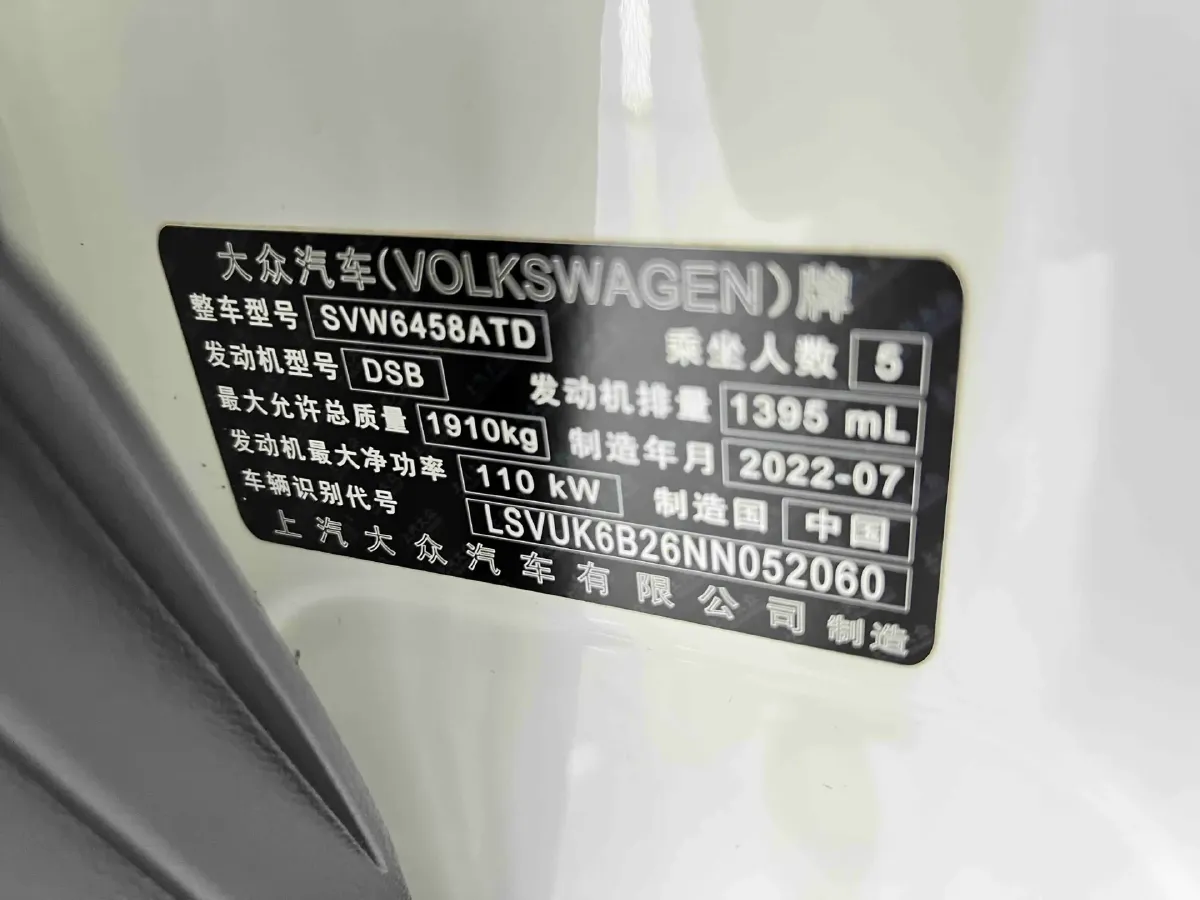 大众汽车(VOLKSWAGEN)牌
整车型号 SVW6458ATD 乘坐人数 5
发动机型号 DSB 发动机排量 1395 mL
最大允许总质量 1910kg 制造年月 2022-07
发动机最大净功率 110 kW 制造国 中国
车辆识别代号 LSVUK6B26NN052060
上汽大众汽车有限公司 制造